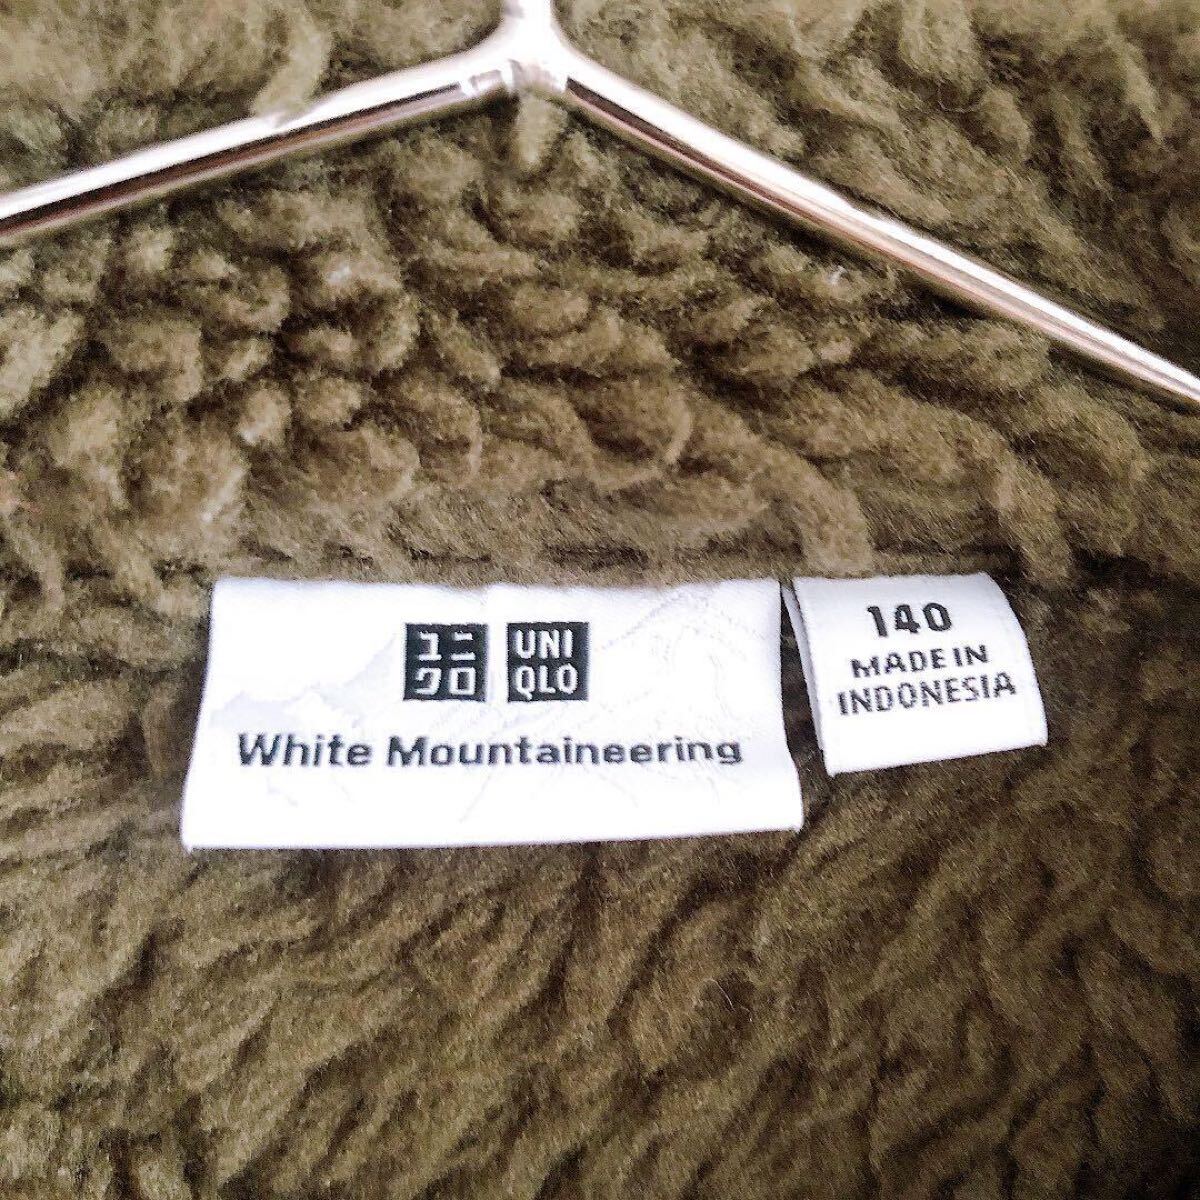 ユニ
クロ
UNI
QLO
White Mountaineering
140
MADE IN
INDONESIA